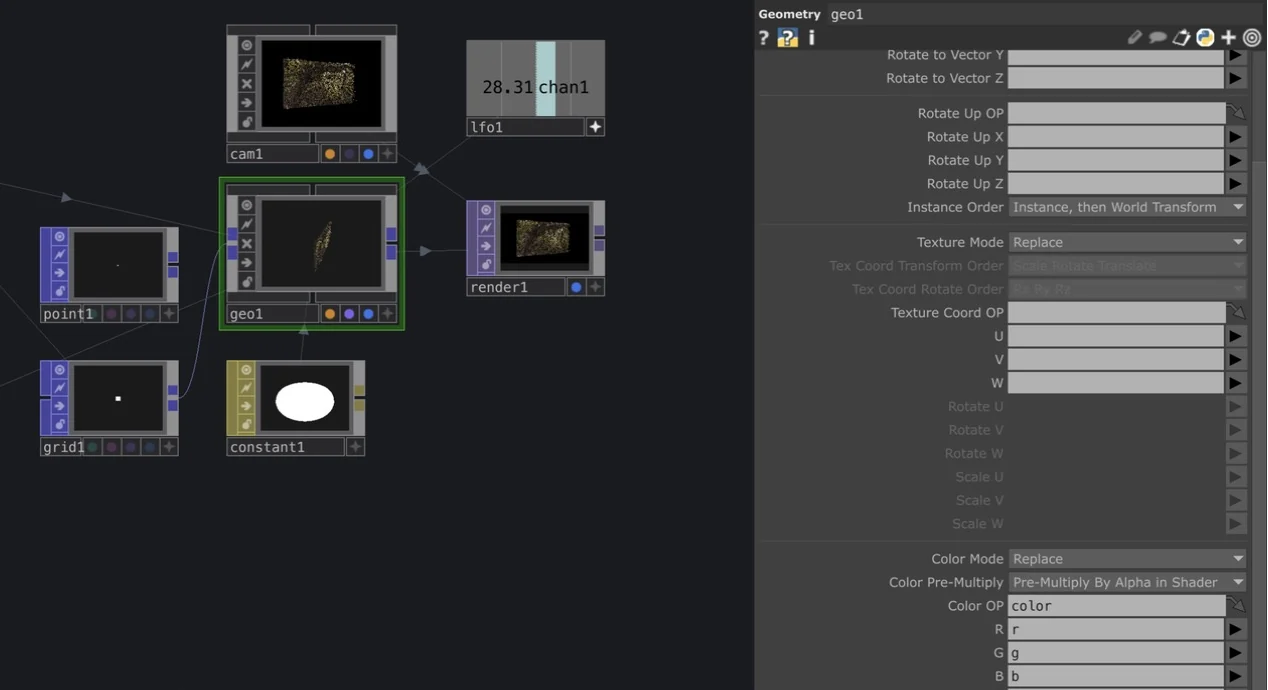 Geometry geo1
? ? i
Rotate to Vector Y
Rotate to Vector Z
Rotate Up OP
Rotate Up X
Rotate Up Y
Rotate Up Z
Instance Order Instance, then World Transform
Texture Mode Replace
Tex Coord Transform Order Scale Rotate Translate
Tex Coord Rotate Order Rx Ry Rz
Texture Coord OP
U
V
W
Rotate U
Rotate V
Rotate W
Scale U
Scale V
Scale W
Color Mode Replace
Color Pre-Multiply Pre-Multiply By Alpha in Shader
Color OP color
R r
G g
B b
28.31 chan1
lfo1
cam1
geo1
render1
point1
grid1
constant1